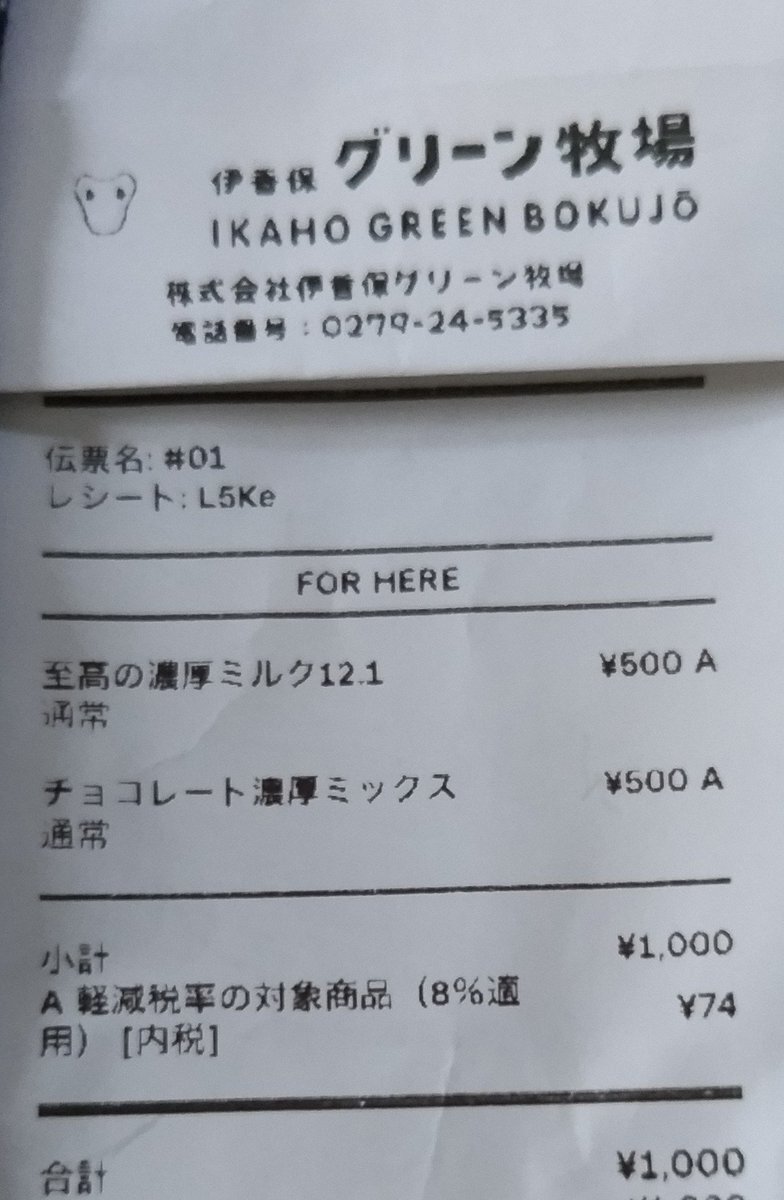 伊香保 グリーン牧場
IKAHO GREEN BOKUJŌ
株式会社伊香保グリーン牧場
電話番号：0279-24-5335
伝票名: #01
レシート: L5Ke
FOR HERE
至高の濃厚ミルク12.1 ¥500 A
通常
チョコレート濃厚ミックス ¥500 A
通常
小計 ¥1,000
A 軽減税率の対象商品（8%適 ¥74
用）[内税]
合計 ¥1,000